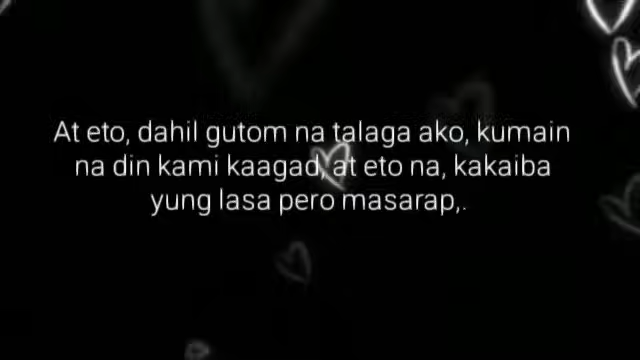 At eto, dahil gutom na talaga ako, kumain
na din kami kaagad, at eto na, kakaiba
yung lasa pero masarap,.